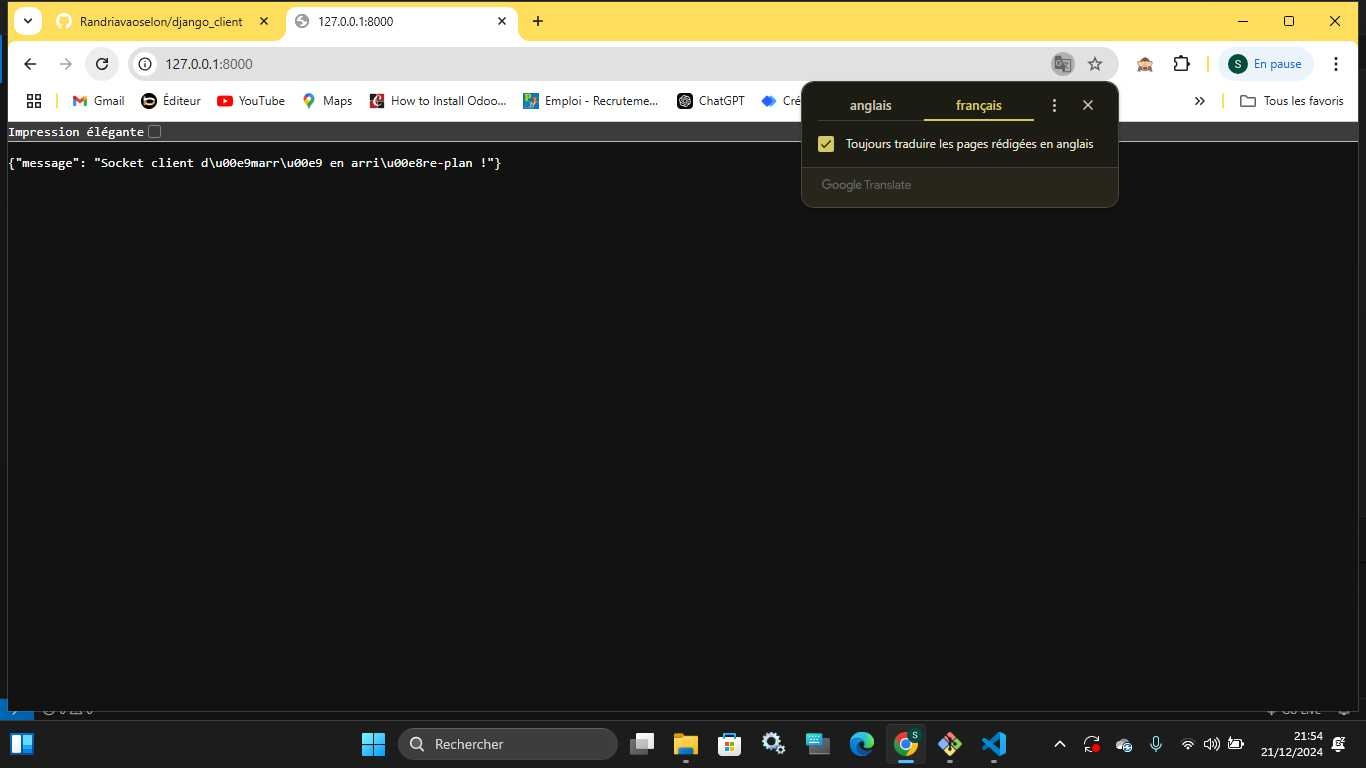 Randriavaoselon/django_client
127.0.0.1:8000
127.0.0.1:8000
S
En pause
Gmail
Éditeur
YouTube
Maps
How to Install Odoo...
Emploi - Recruteme...
ChatGPT
Cré
Tous les favoris
anglais
français
Toujours traduire les pages rédigées en anglais
Google Translate
Impression élégante
{"message": "Socket client d\u00e9marr\u00e9 en arri\u00e8re-plan !"}
Rechercher
S
21:54
21/12/2024